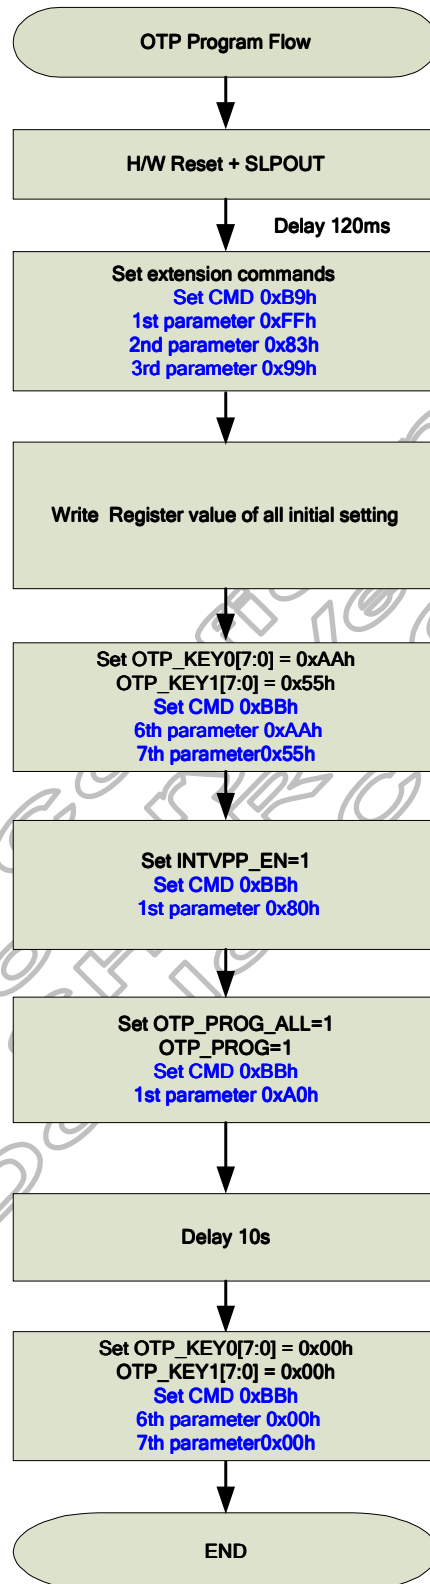 OTP Program Flow
H/W Reset + SLPOUT
Delay 120ms
Set extension commands
Set CMD 0xB9h
1st parameter 0xFFh
2nd parameter 0x83h
3rd parameter 0x99h
Write Register value of all initial setting
Set OTP_KEY0[7:0] = 0xAAh
OTP_KEY1[7:0] = 0x55h
Set CMD 0xBBh
6th parameter 0xAAh
7th parameter0x55h
Set INTVPP_EN=1
Set CMD 0xBBh
1st parameter 0x80h
Set OTP_PROG_ALL=1
OTP_PROG=1
Set CMD 0xBBh
1st parameter 0xA0h
Delay 10s
Set OTP_KEY0[7:0] = 0x00h
OTP_KEY1[7:0] = 0x00h
Set CMD 0xBBh
6th parameter 0x00h
7th parameter0x00h
END